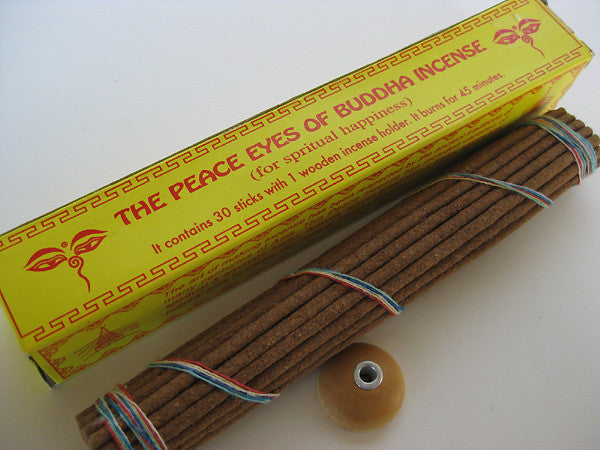 THE PEACE EYES OF BUDDHA INCENSE
(for spritual happiness)
It contains 30 sticks with 1 wooden incense holder. It burns for 45 minutes.